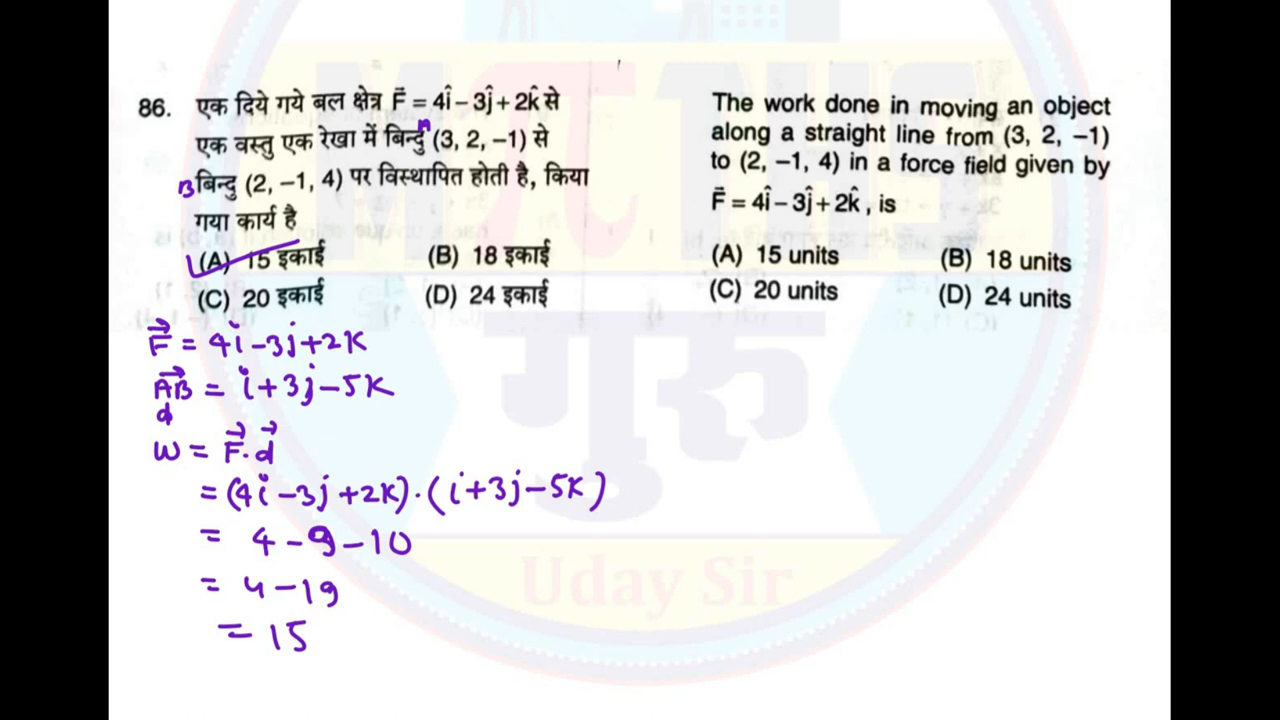 86. एक दिये गये बल क्षेत्र F⃗ = 4î – 3ĵ + 2k̂ से
एक वस्तु एक रेखा में बिन्दु A (3, 2, –1) से
B बिन्दु (2, –1, 4) पर विस्थापित होती है, किया
गया कार्य है
(A) 15 इकाई (B) 18 इकाई
(C) 20 इकाई (D) 24 इकाई
The work done in moving an object
along a straight line from (3, 2, –1)
to (2, –1, 4) in a force field given by
F⃗ = 4î – 3ĵ + 2k̂ , is
(A) 15 units (B) 18 units
(C) 20 units (D) 24 units
F⃗ = 4i – 3j + 2k
AB⃗ = i + 3j – 5k
d
W = F⃗ . d⃗
= (4i – 3j + 2k) . (i + 3j – 5k)
= 4 – 9 – 10
= 4 – 19
= 15
MATHS
गुरु
Uday Sir